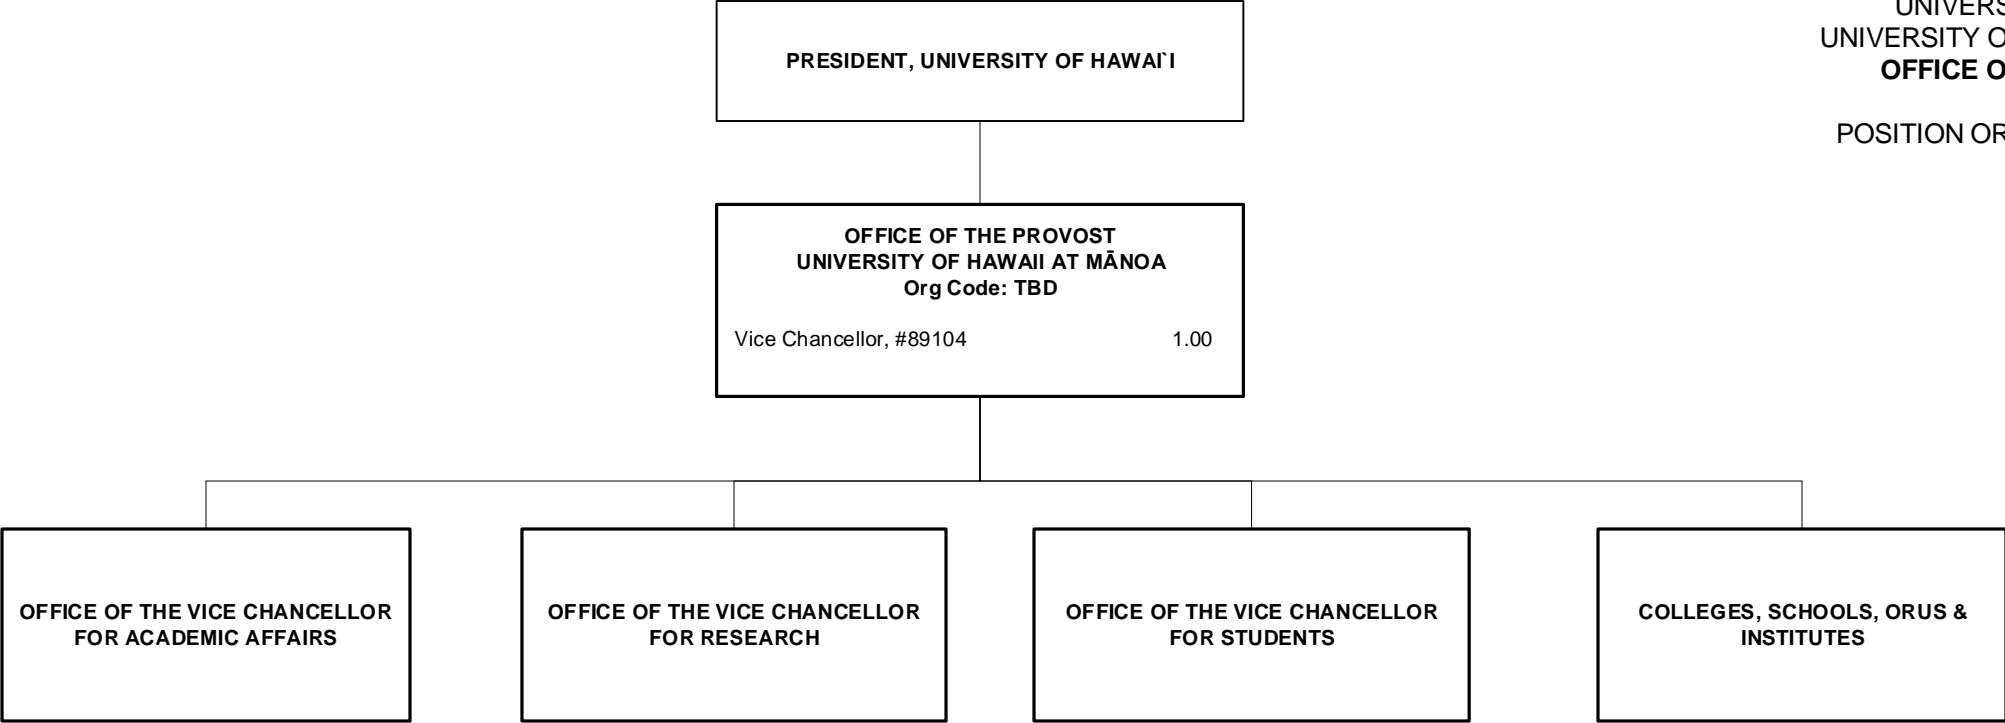 PRESIDENT, UNIVERSITY OF HAWAI`I
UNIVERSITY
OFFICE
POSITION
OFFICE OF THE PROVOST
UNIVERSITY OF HAWAII AT MĀNOA
Org Code: TBD
Vice Chancellor, #89104 1.00
OFFICE OF THE VICE CHANCELLOR
FOR ACADEMIC AFFAIRS
OFFICE OF THE VICE CHANCELLOR
FOR RESEARCH
OFFICE OF THE VICE CHANCELLOR
FOR STUDENTS
COLLEGES, SCHOOLS, ORUS &
INSTITUTES